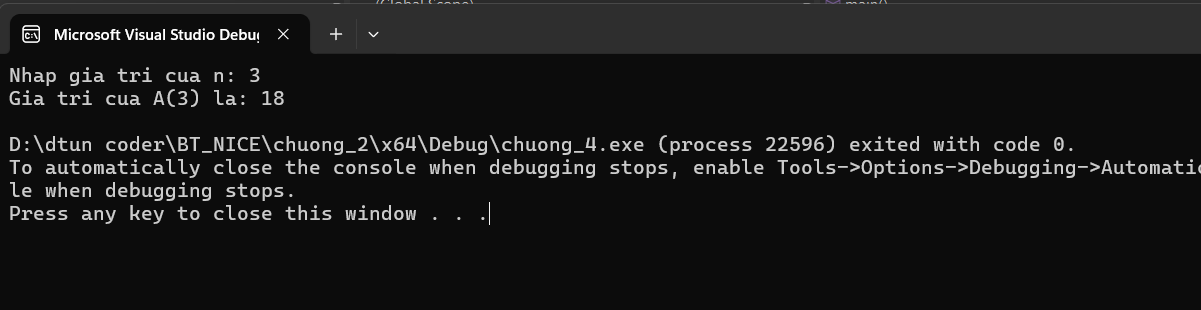 Microsoft Visual Studio Debu
Nhap gia tri cua n: 3
Gia tri cua A(3) la: 18
D:\dtun coder\BT_NICE\chuong_2\x64\Debug\chuong_4.exe (process 22596) exited with code 0.
To automatically close the console when debugging stops, enable Tools->Options->Debugging->Automatic
le when debugging stops.
Press any key to close this window . . .